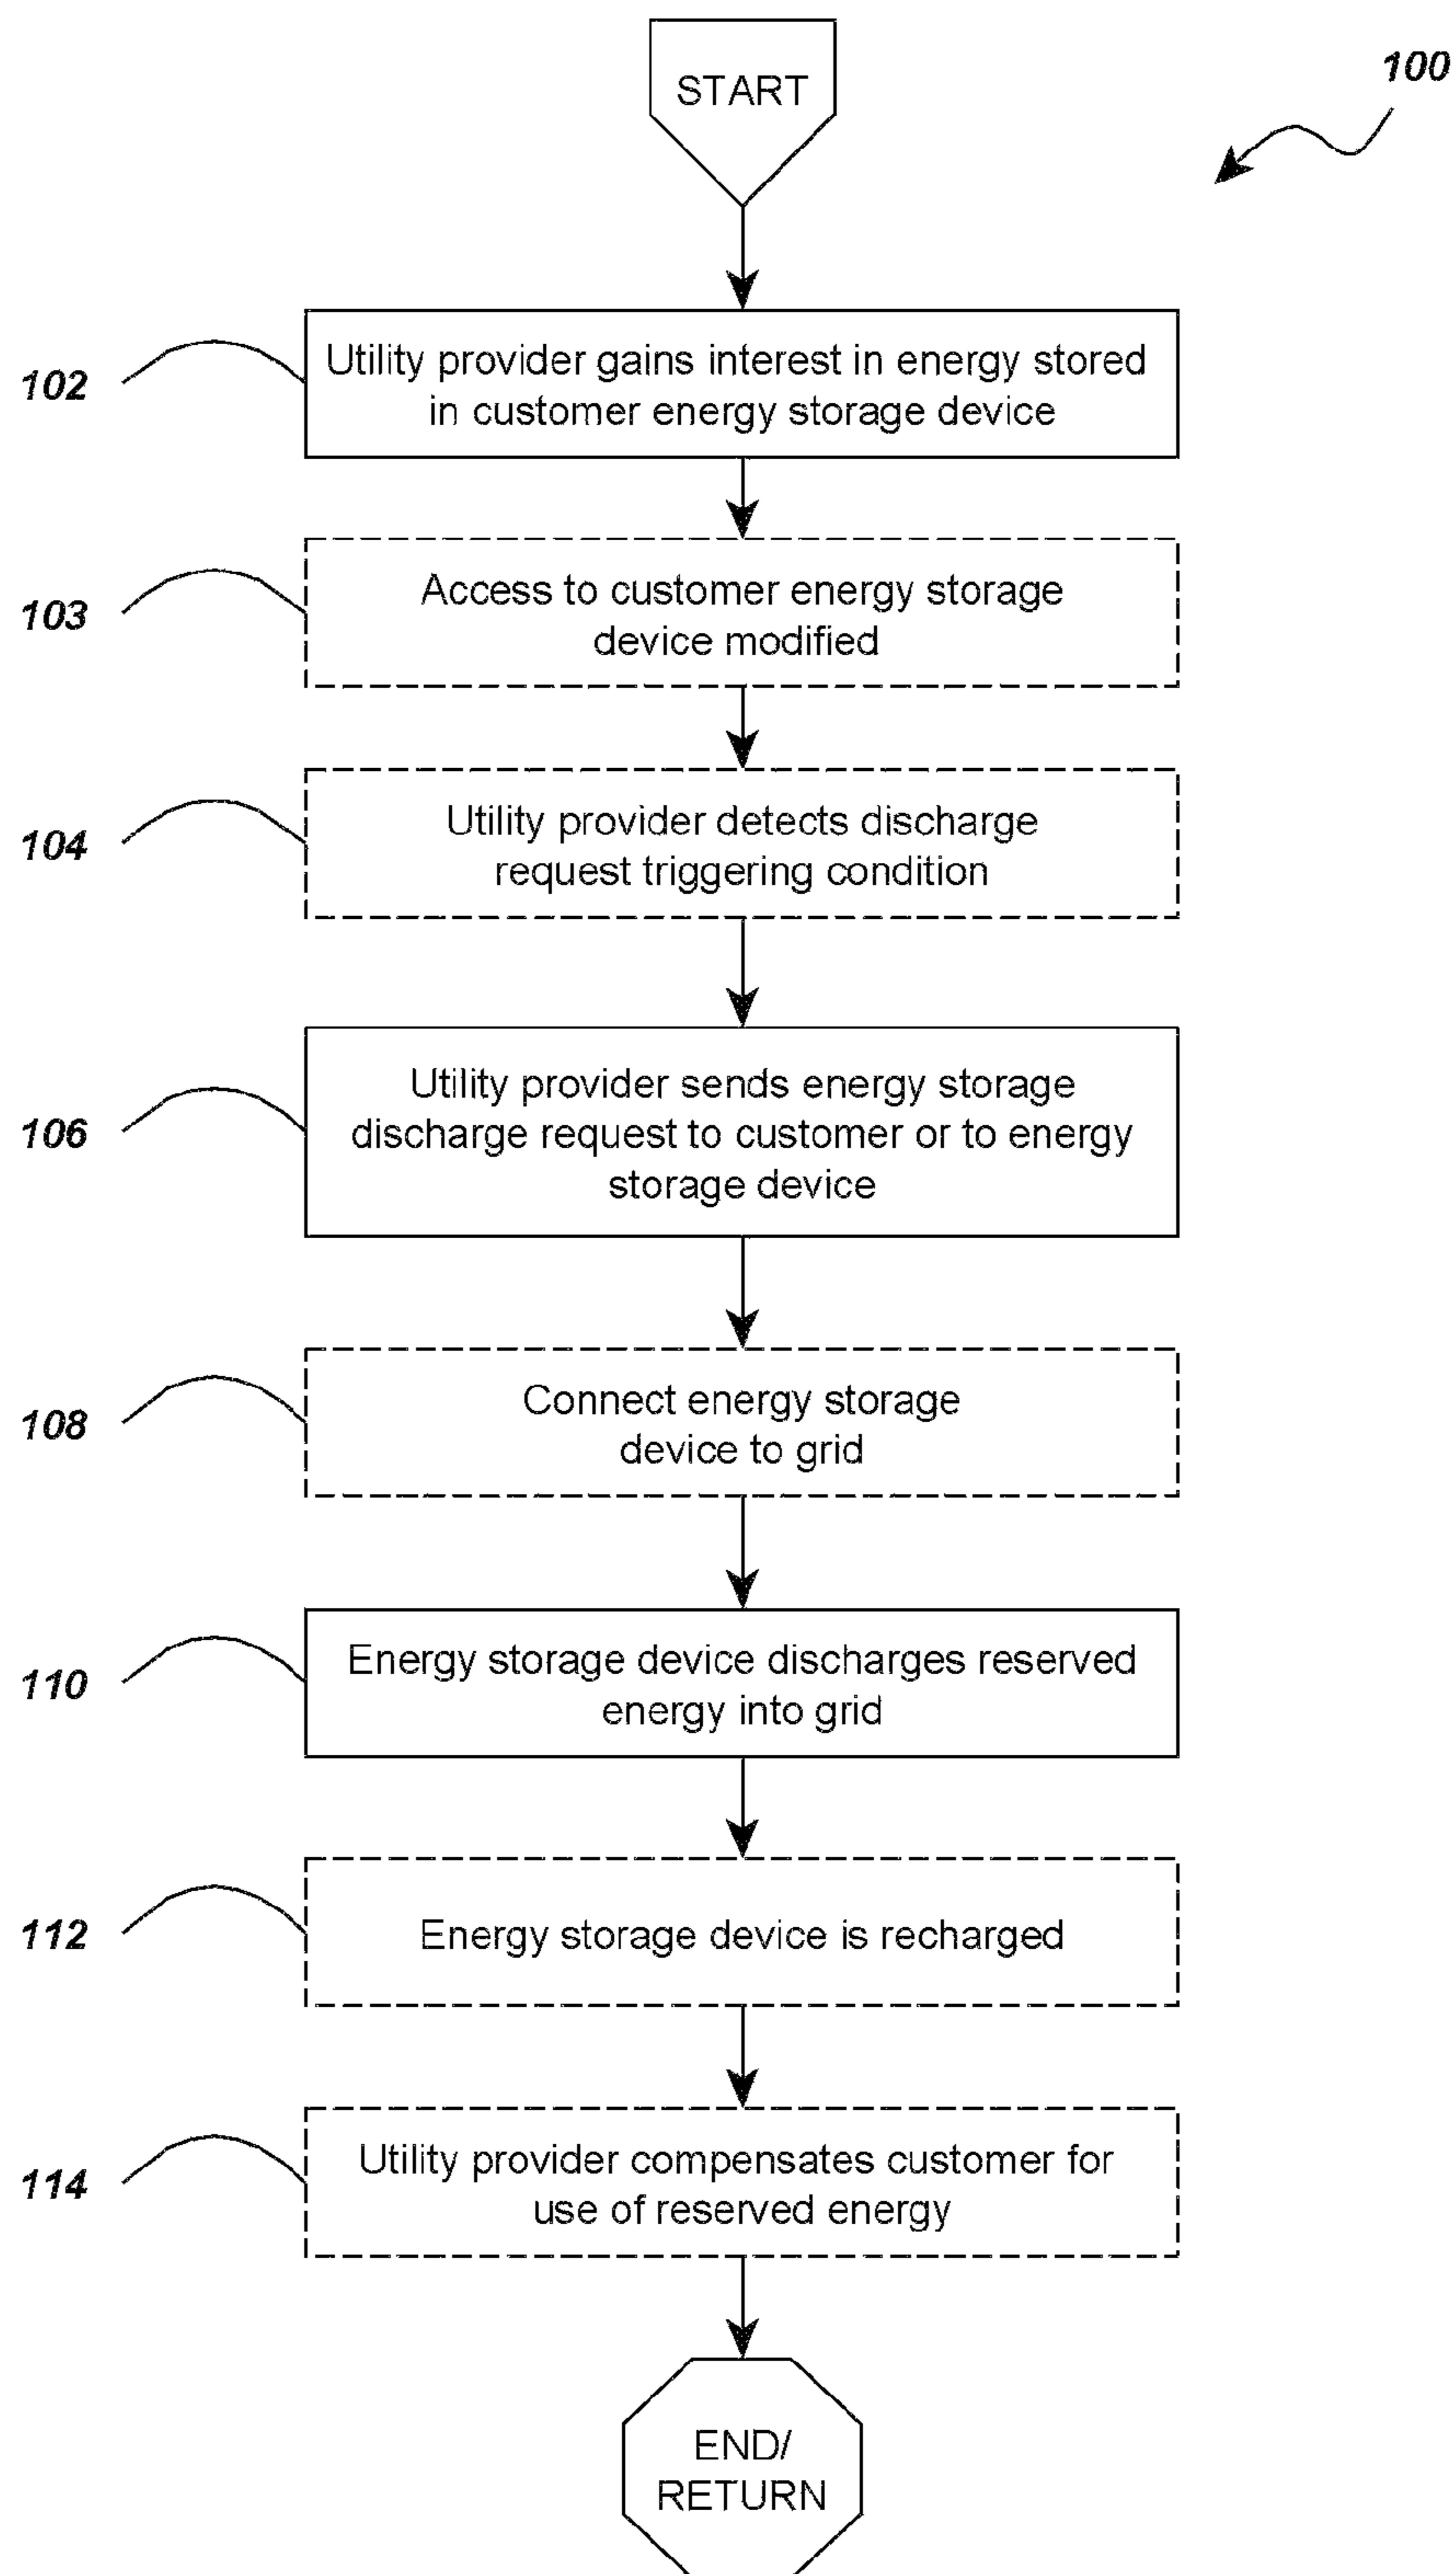 START
100
102
Utility provider gains interest in energy stored
in customer energy storage device
103
Access to customer energy storage
device modified
104
Utility provider detects discharge
request triggering condition
106
Utility provider sends energy storage
discharge request to customer or to energy
storage device
108
Connect energy storage
device to grid
110
Energy storage device discharges reserved
energy into grid
112
Energy storage device is recharged
114
Utility provider compensates customer for
use of reserved energy
END/
RETURN